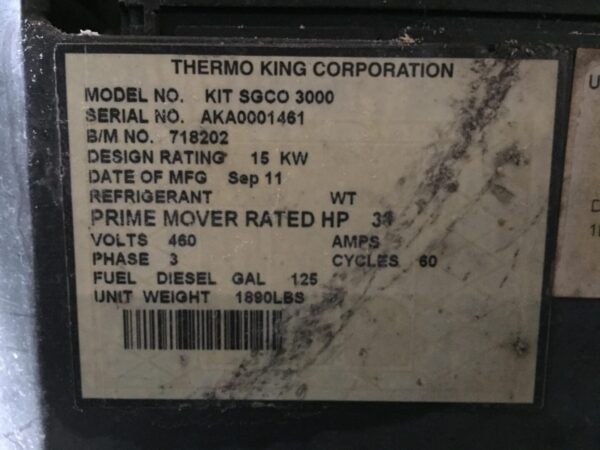 THERMO KING CORPORATION
MODEL NO. KIT SGCO 3000
SERIAL NO. AKA0001461
B/M NO. 718202
DESIGN RATING 15 KW
DATE OF MFG Sep 11
REFRIGERANT WT
PRIME MOVER RATED HP
VOLTS 460 AMPS
PHASE 3 CYCLES 60
FUEL DIESEL GAL 125
UNIT WEIGHT 1890LBS